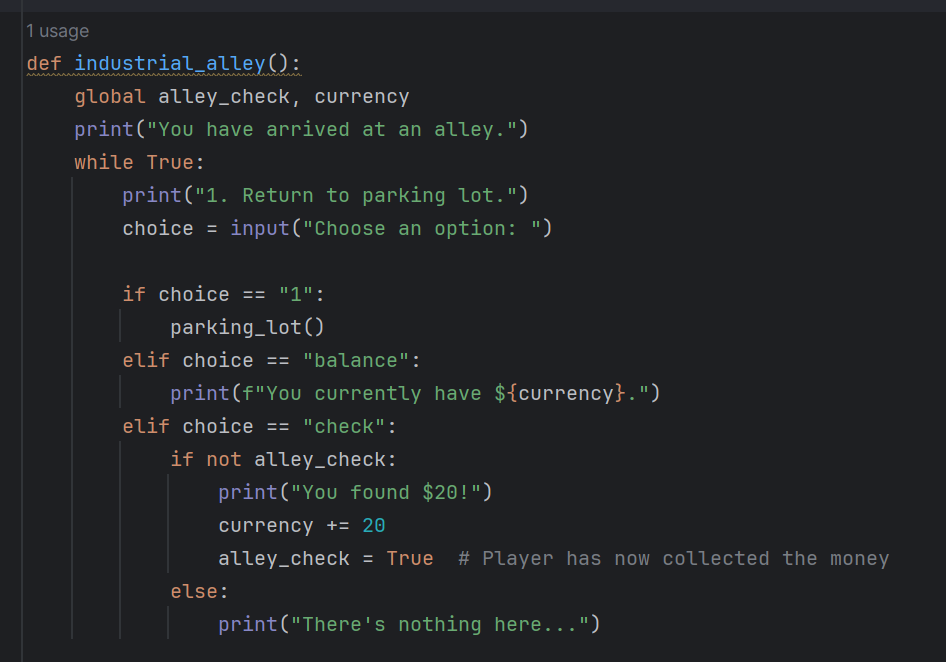 1 usage
def industrial_alley():
    global alley_check, currency
    print("You have arrived at an alley.")
    while True:
        print("1. Return to parking lot.")
        choice = input("Choose an option: ")

        if choice == "1":
            parking_lot()
        elif choice == "balance":
            print(f"You currently have ${currency}.")
        elif choice == "check":
            if not alley_check:
                print("You found $20!")
                currency += 20
                alley_check = True  # Player has now collected the money
            else:
                print("There's nothing here...")